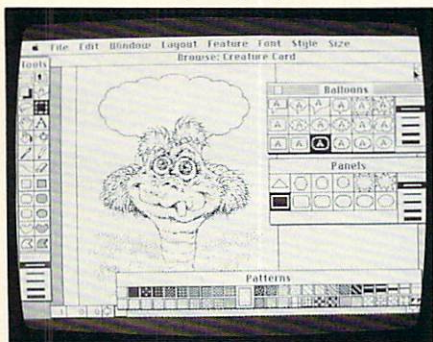 File Edit Window Layout Feature Font Style Size
Browse: Creature Card
Tools
Balloons
Panels
Patterns